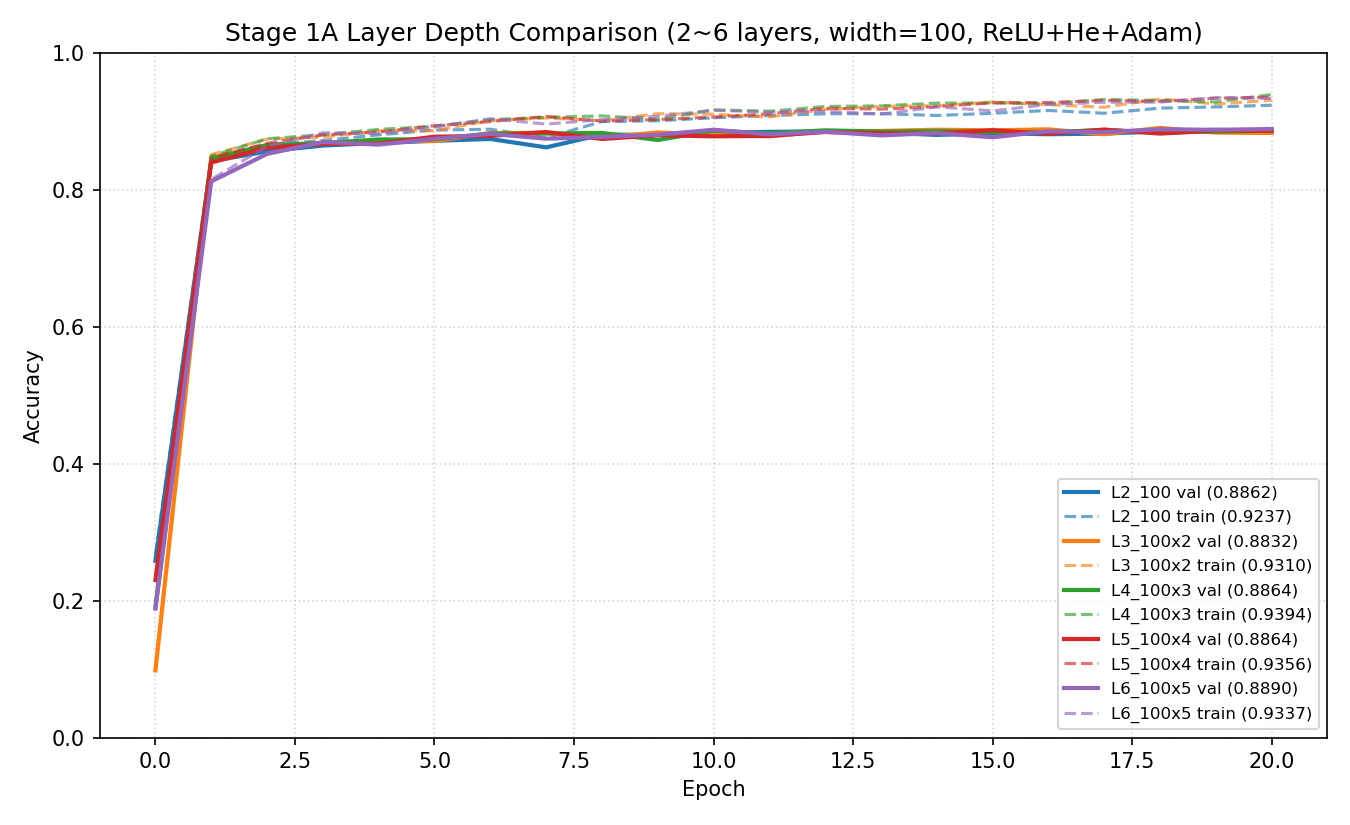 Stage 1A Layer Depth Comparison (2~6 layers, width=100, ReLU+He+Adam)
Accuracy
1.0
0.8
0.6
0.4
0.2
0.0
L2_100 val (0.8862)
L2_100 train (0.9237)
L3_100x2 val (0.8832)
L3_100x2 train (0.9310)
L4_100x3 val (0.8864)
L4_100x3 train (0.9394)
L5_100x4 val (0.8864)
L5_100x4 train (0.9356)
L6_100x5 val (0.8890)
L6_100x5 train (0.9337)
0.0 2.5 5.0 7.5 10.0 12.5 15.0 17.5 20.0
Epoch